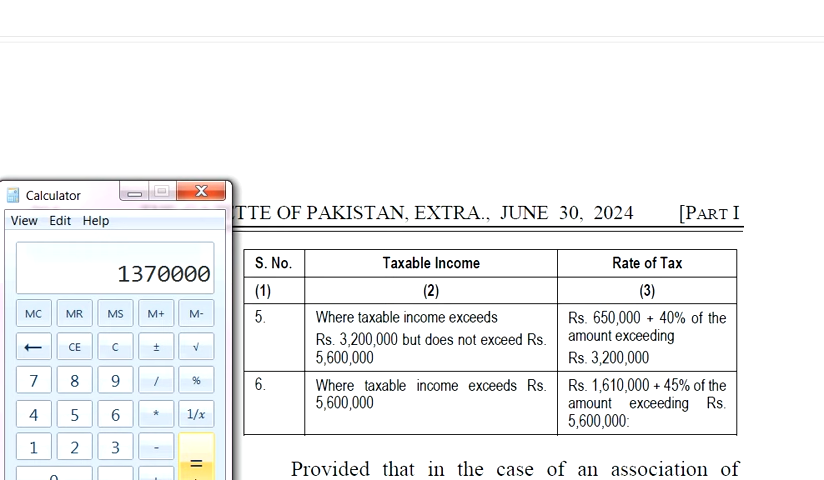 Calculator
View Edit Help
1370000
MC MR MS M+ M-
← CE C ± √
7 8 9 / %
4 5 6 * 1/x
1 2 3 - =
TTE OF PAKISTAN, EXTRA., JUNE 30, 2024 [PART I
S. No. Taxable Income Rate of Tax
(1) (2) (3)
5. Where taxable income exceeds
Rs. 3,200,000 but does not exceed Rs.
5,600,000
Rs. 650,000 + 40% of the
amount exceeding
Rs. 3,200,000
6. Where taxable income exceeds Rs.
5,600,000
Rs. 1,610,000 + 45% of the
amount exceeding Rs.
5,600,000:
Provided that in the case of an association of